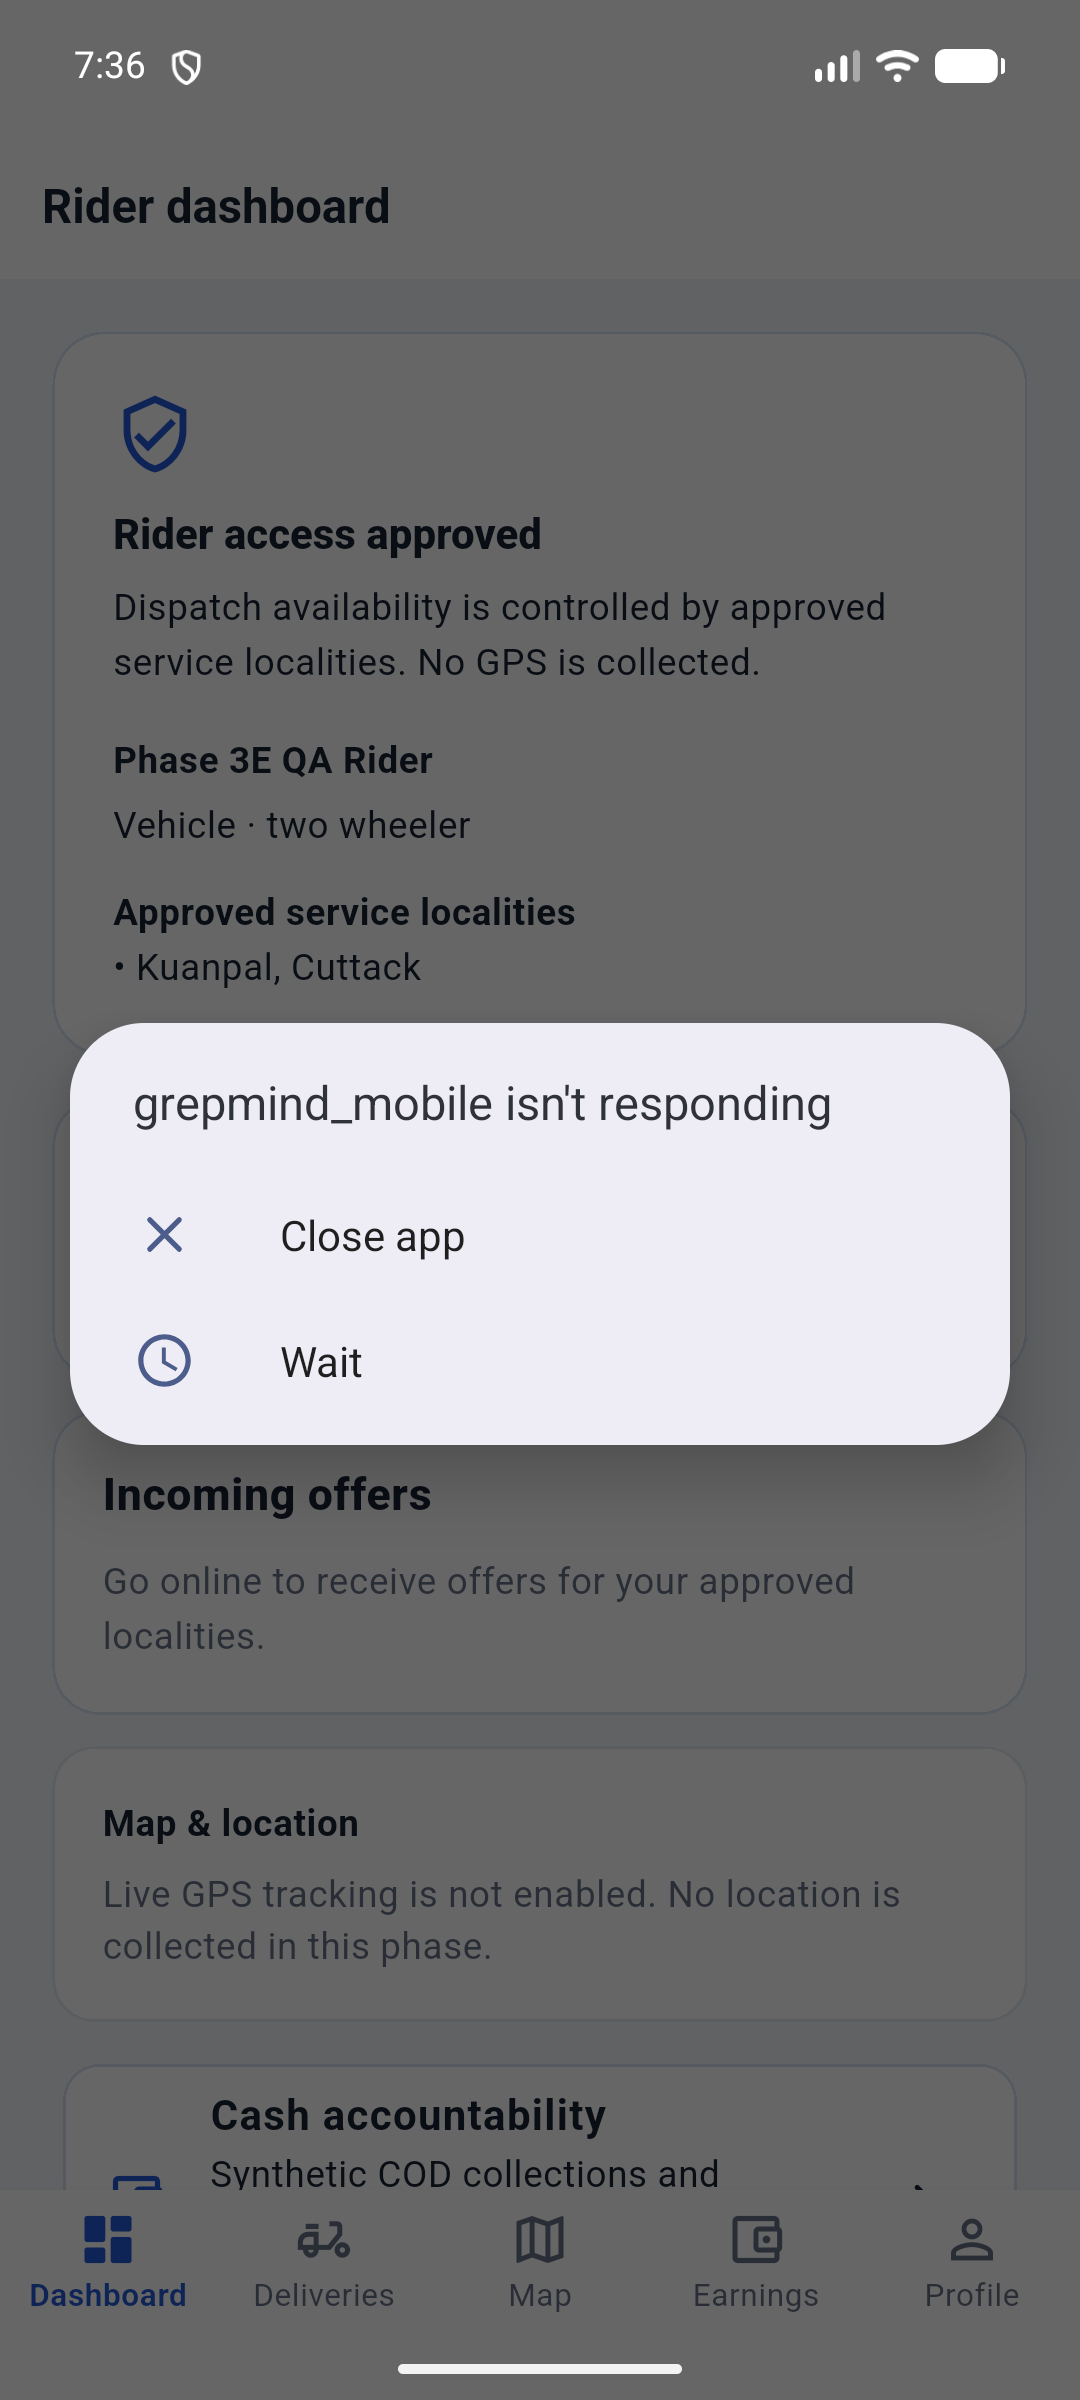 7:36
Rider dashboard
Rider access approved
Dispatch availability is controlled by approved
service localities. No GPS is collected.
Phase 3E QA Rider
Vehicle · two wheeler
Approved service localities
• Kuanpal, Cuttack
grepmind_mobile isn't responding
Close app
Wait
Incoming offers
Go online to receive offers for your approved
localities.
Map & location
Live GPS tracking is not enabled. No location is
collected in this phase.
Cash accountability
Synthetic COD collections and
Dashboard
Deliveries
Map
Earnings
Profile